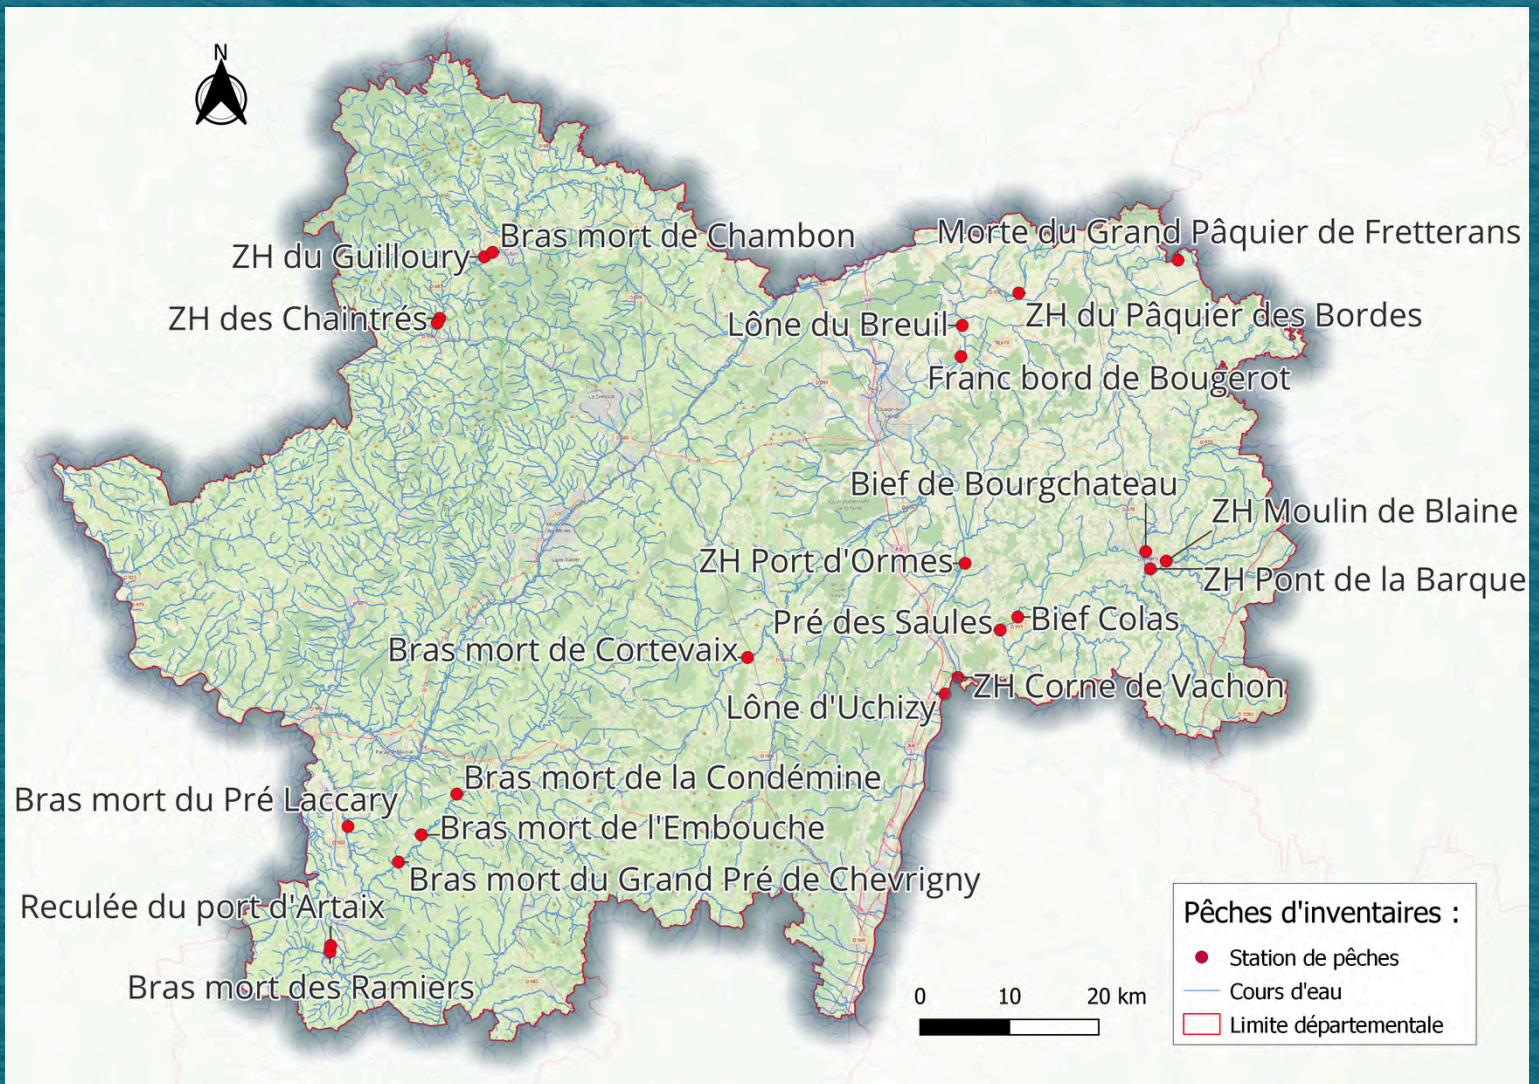 N
Bras mort de Chambon
Morte du Grand Pâquier de Fretterans
ZH du Guilloury
ZH des Chaintrés
Lône du Breuil
ZH du Pâquier des Bordes
Franc bord de Bougerot
Bief de Bourgchateau
ZH Moulin de Blaine
ZH Port d'Ormes
ZH Pont de la Barque
Pré des Saules
Bief Colas
Bras mort de Cortevaix
ZH Corne de Vachon
Lône d'Uchizy
Bras mort de la Condémine
Bras mort du Pré Laccary
Bras mort de l'Embouche
Bras mort du Grand Pré de Chevrigny
Reculée du port d'Artaix
Bras mort des Ramiers
Pêches d'inventaires :
Station de pêches
Cours d'eau
Limite départementale
0 10 20 km